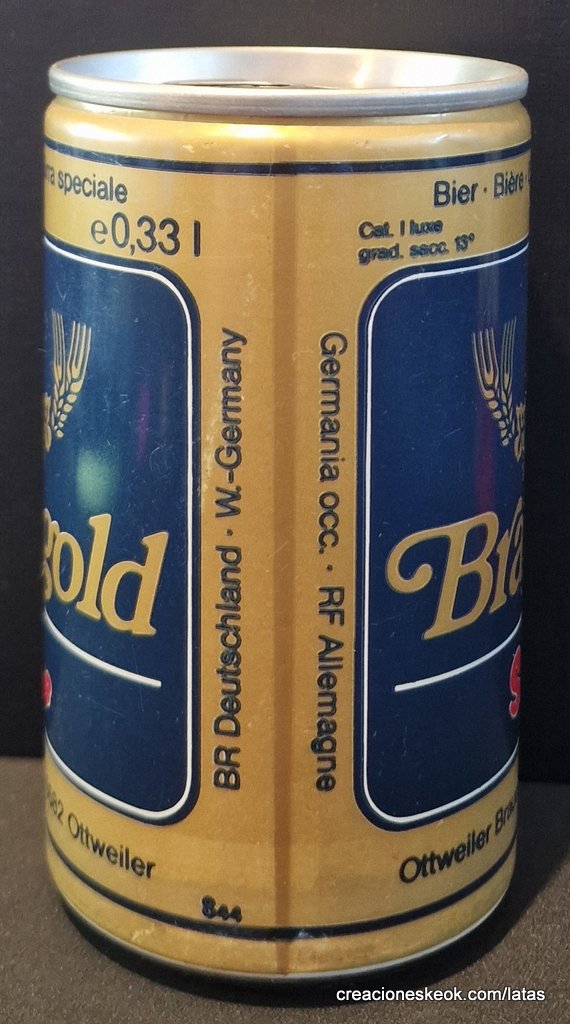 speciale
e 0,33 l
Bier · Bière
Cat. I luxe
grad. sacc. 13°
gold
BR Deutschland · W.-Germany
Germania occ. · RF Allemagne
Ottweiler
Ottweiler
844
creacioneskeok.com/latas